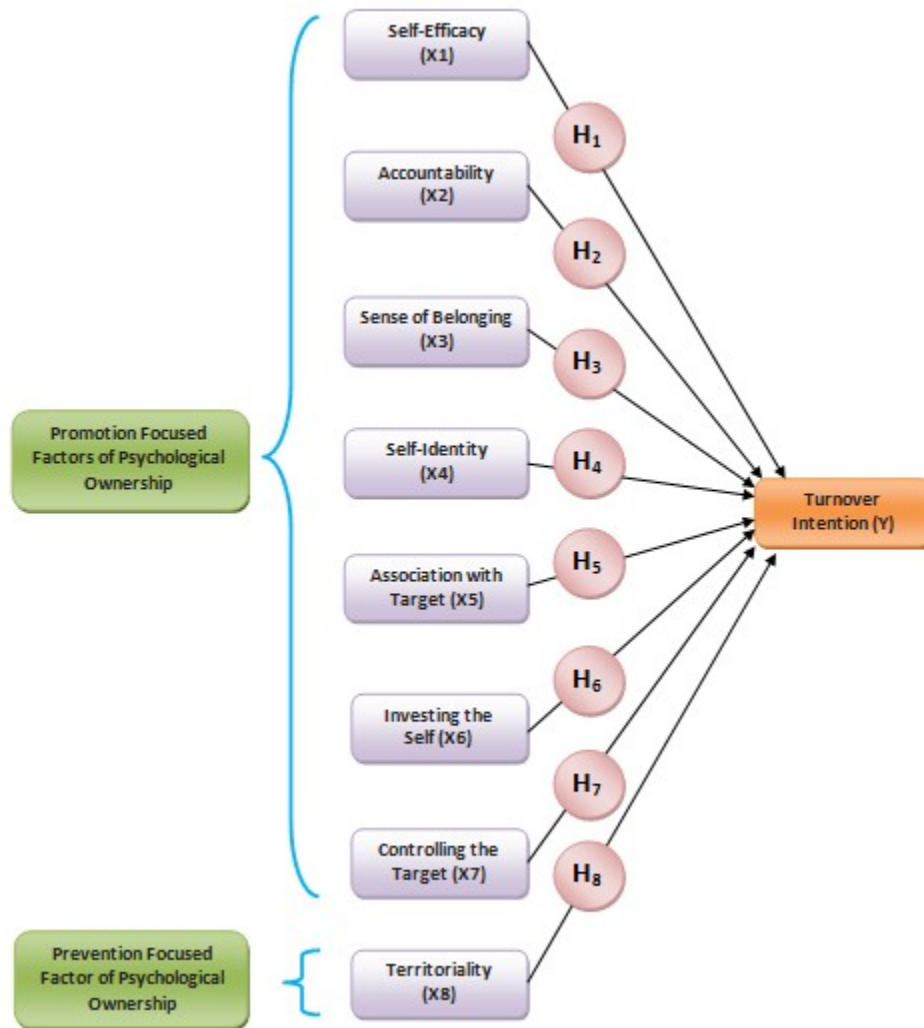 Self-Efficacy
(X1)
H1
Accountability
(X2)
H2
Sense of Belonging
(X3)
H3
Promotion Focused
Factors of Psychological
Ownership
Self-Identity
(X4)
H4
Turnover
Intention (Y)
Association with
Target (X5)
H5
Investing the
Self (X6)
H6
Controlling the
Target (X7)
H7
H8
Prevention Focused
Factor of Psychological
Ownership
Territoriality
(X8)